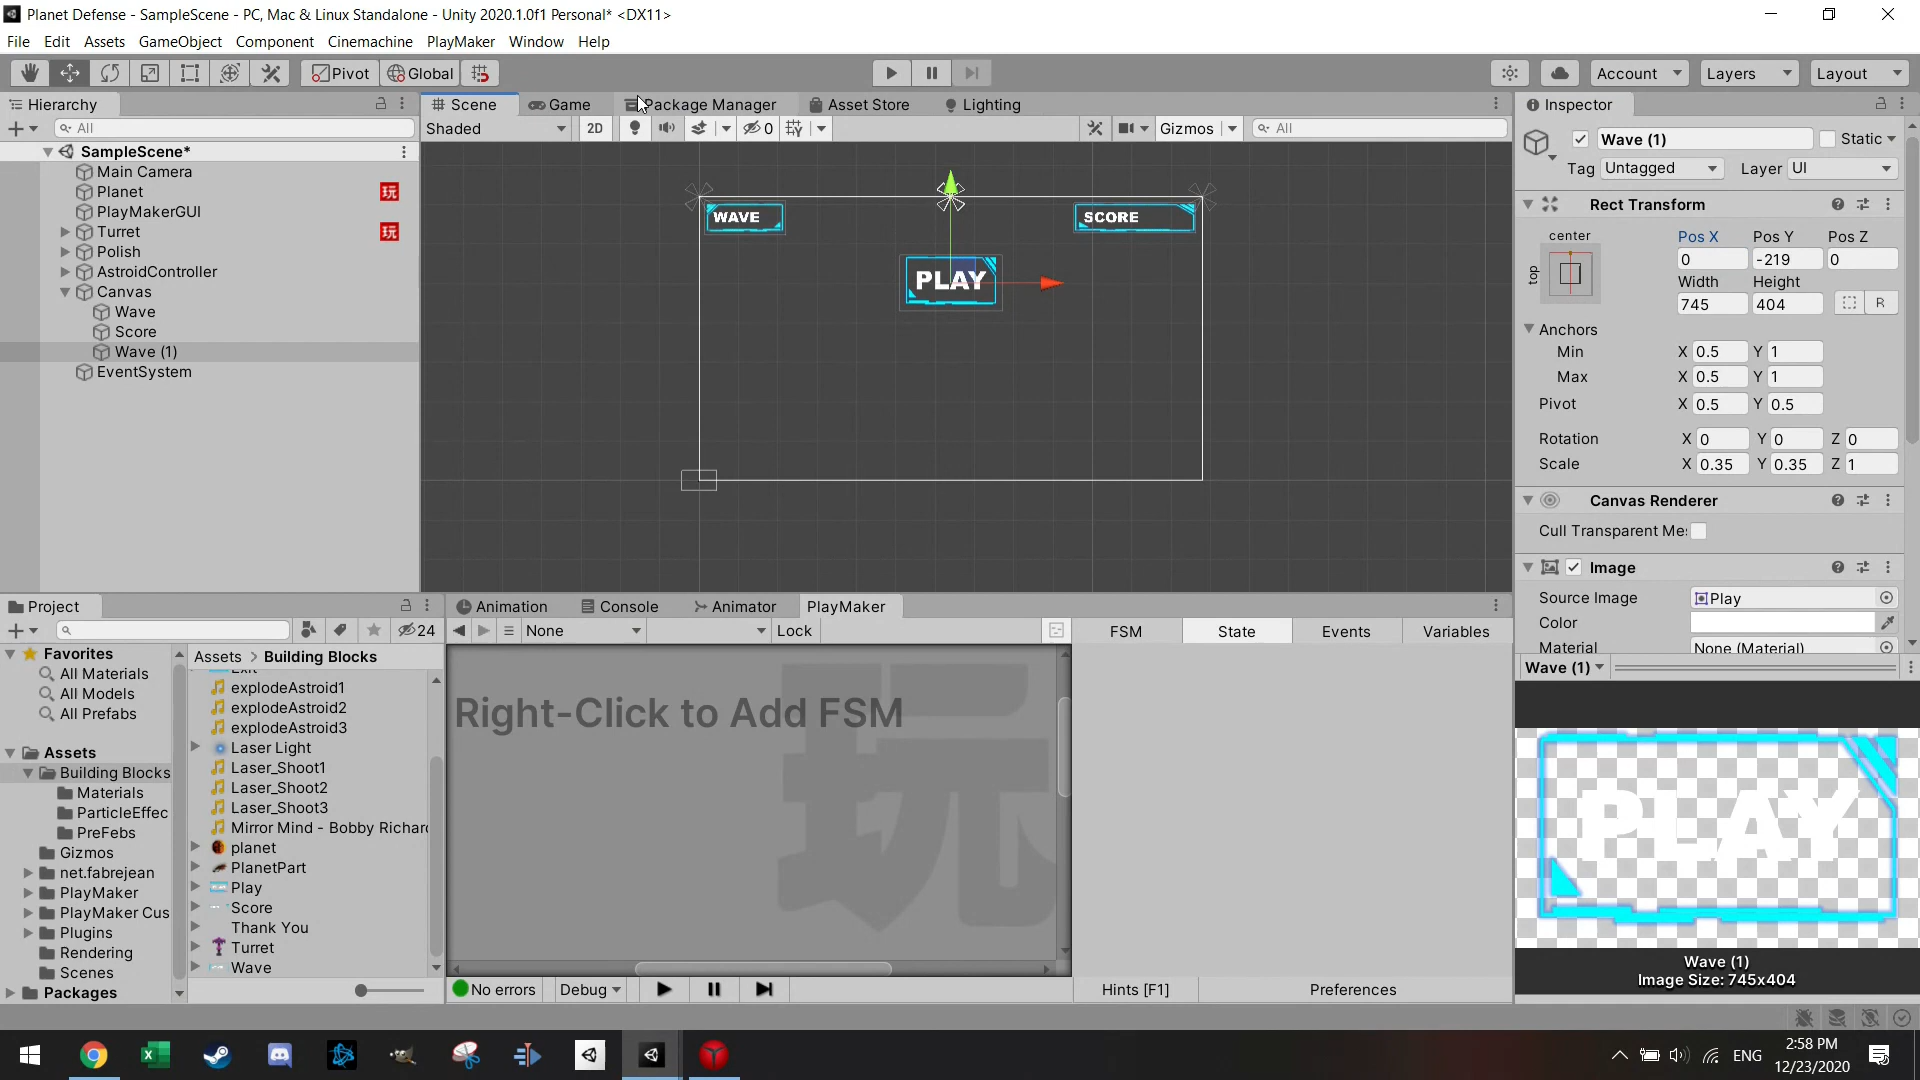 Planet Defense - SampleScene - PC, Mac & Linux Standalone - Unity 2020.1.0f1 Personal* <DX11>
File Edit Assets GameObject Component Cinemachine PlayMaker Window Help
Pivot Global Account Layers Layout
Hierarchy Scene Game Package Manager Asset Store Lighting Inspector
All Shaded 2D 0 Gizmos All
Wave (1) Static
Tag Untagged Layer UI
SampleScene*
Main Camera
Planet 玩
PlayMakerGUI
Turret 玩
Polish
AstroidController
Canvas
Wave
Score
Wave (1)
EventSystem
WAVE SCORE
PLAY
Rect Transform
center Pos X Pos Y Pos Z
top 0 -219 0
Width Height
745 404 R
Anchors
Min X 0.5 Y 1
Max X 0.5 Y 1
Pivot X 0.5 Y 0.5
Rotation X 0 Y 0 Z 0
Scale X 0.35 Y 0.35 Z 1
Canvas Renderer
Cull Transparent Me:
Image
Source Image Play
Color
Material None (Material)
Project
24
Favorites
All Materials
All Models
All Prefabs
Assets
Building Blocks
Materials
ParticleEffec
PreFebs
Gizmos
net.fabrejean
PlayMaker
PlayMaker Cus
Plugins
Rendering
Scenes
Packages
Assets > Building Blocks
Exit
explodeAstroid1
explodeAstroid2
explodeAstroid3
Laser Light
Laser_Shoot1
Laser_Shoot2
Laser_Shoot3
Mirror Mind - Bobby Richard
planet
PlanetPart
Play
Score
Thank You
Turret
Wave
Animation Console Animator PlayMaker
None Lock FSM State Events Variables
Right-Click to Add FSM
玩
No errors Debug Hints [F1] Preferences
Wave (1)
PLAY
Wave (1)
Image Size: 745x404
ENG 2:58 PM
12/23/2020